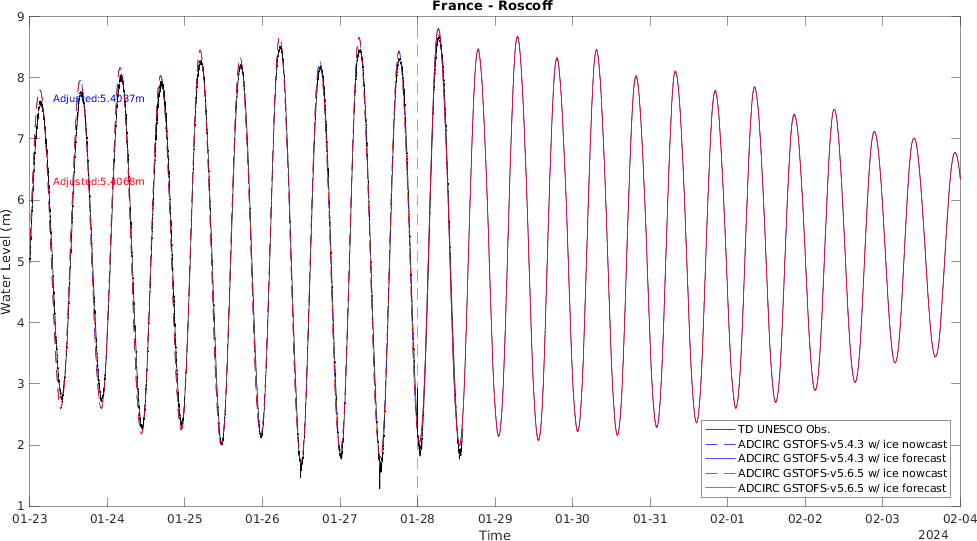 France - Roscoff
9
8
7
6
5
4
3
2
1
Water Level (m)
Adjusted:5.4037m
Adjusted:5.4068m
TD UNESCO Obs.
ADCIRC GSTOFS-v5.4.3 w/ ice nowcast
ADCIRC GSTOFS-v5.4.3 w/ ice forecast
ADCIRC GSTOFS-v5.6.5 w/ ice nowcast
ADCIRC GSTOFS-v5.6.5 w/ ice forecast
01-23 01-24 01-25 01-26 01-27 01-28 01-29 01-30 01-31 02-01 02-02 02-03 02-04
Time
2024